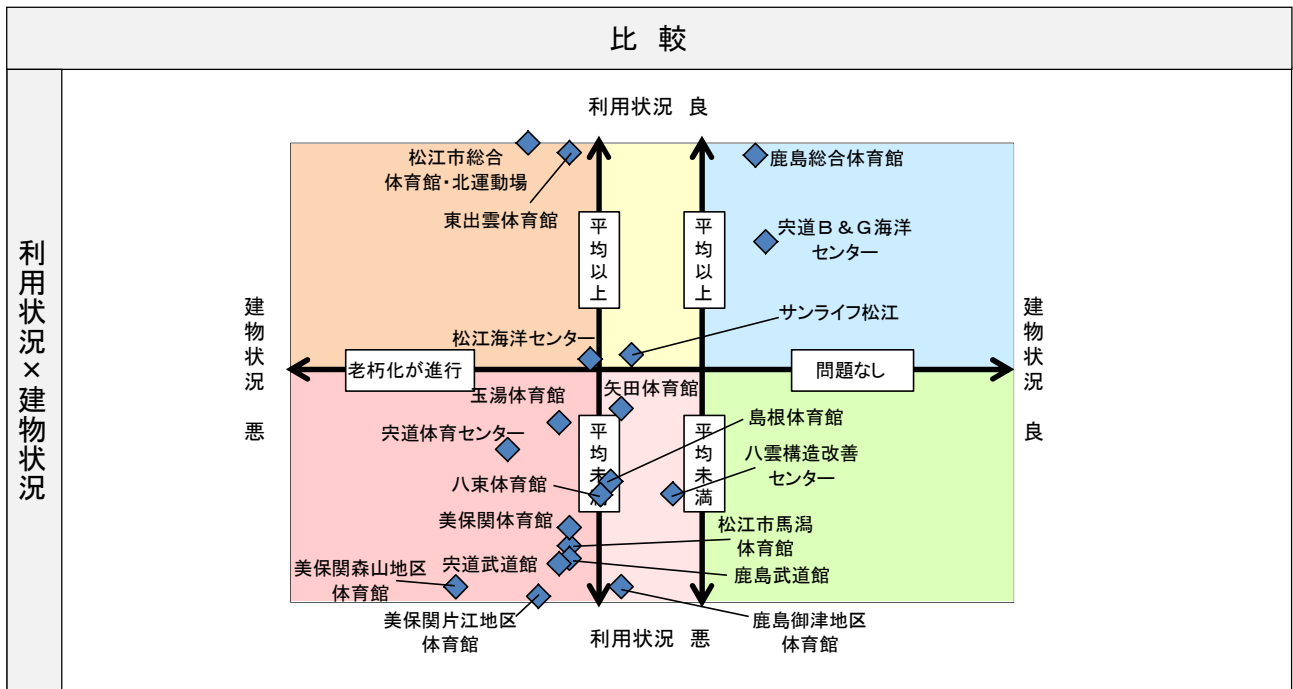 比 較
利用状況×建物状況
利用状況 良
松江市総合
体育館・北運動場
東出雲体育館
鹿島総合体育館
宍道B&G海洋
センター
平均以上
平均以上
サンライフ松江
松江海洋センター
建物状況 悪
老朽化が進行
問題なし
建物状況 良
矢田体育館
玉湯体育館
島根体育館
宍道体育センター
平均未満
平均未満
八雲構造改善
センター
八束体育館
美保関体育館
松江市馬潟
体育館
宍道武道館
鹿島武道館
美保関森山地区
体育館
美保関片江地区
体育館
鹿島御津地区
体育館
利用状況 悪